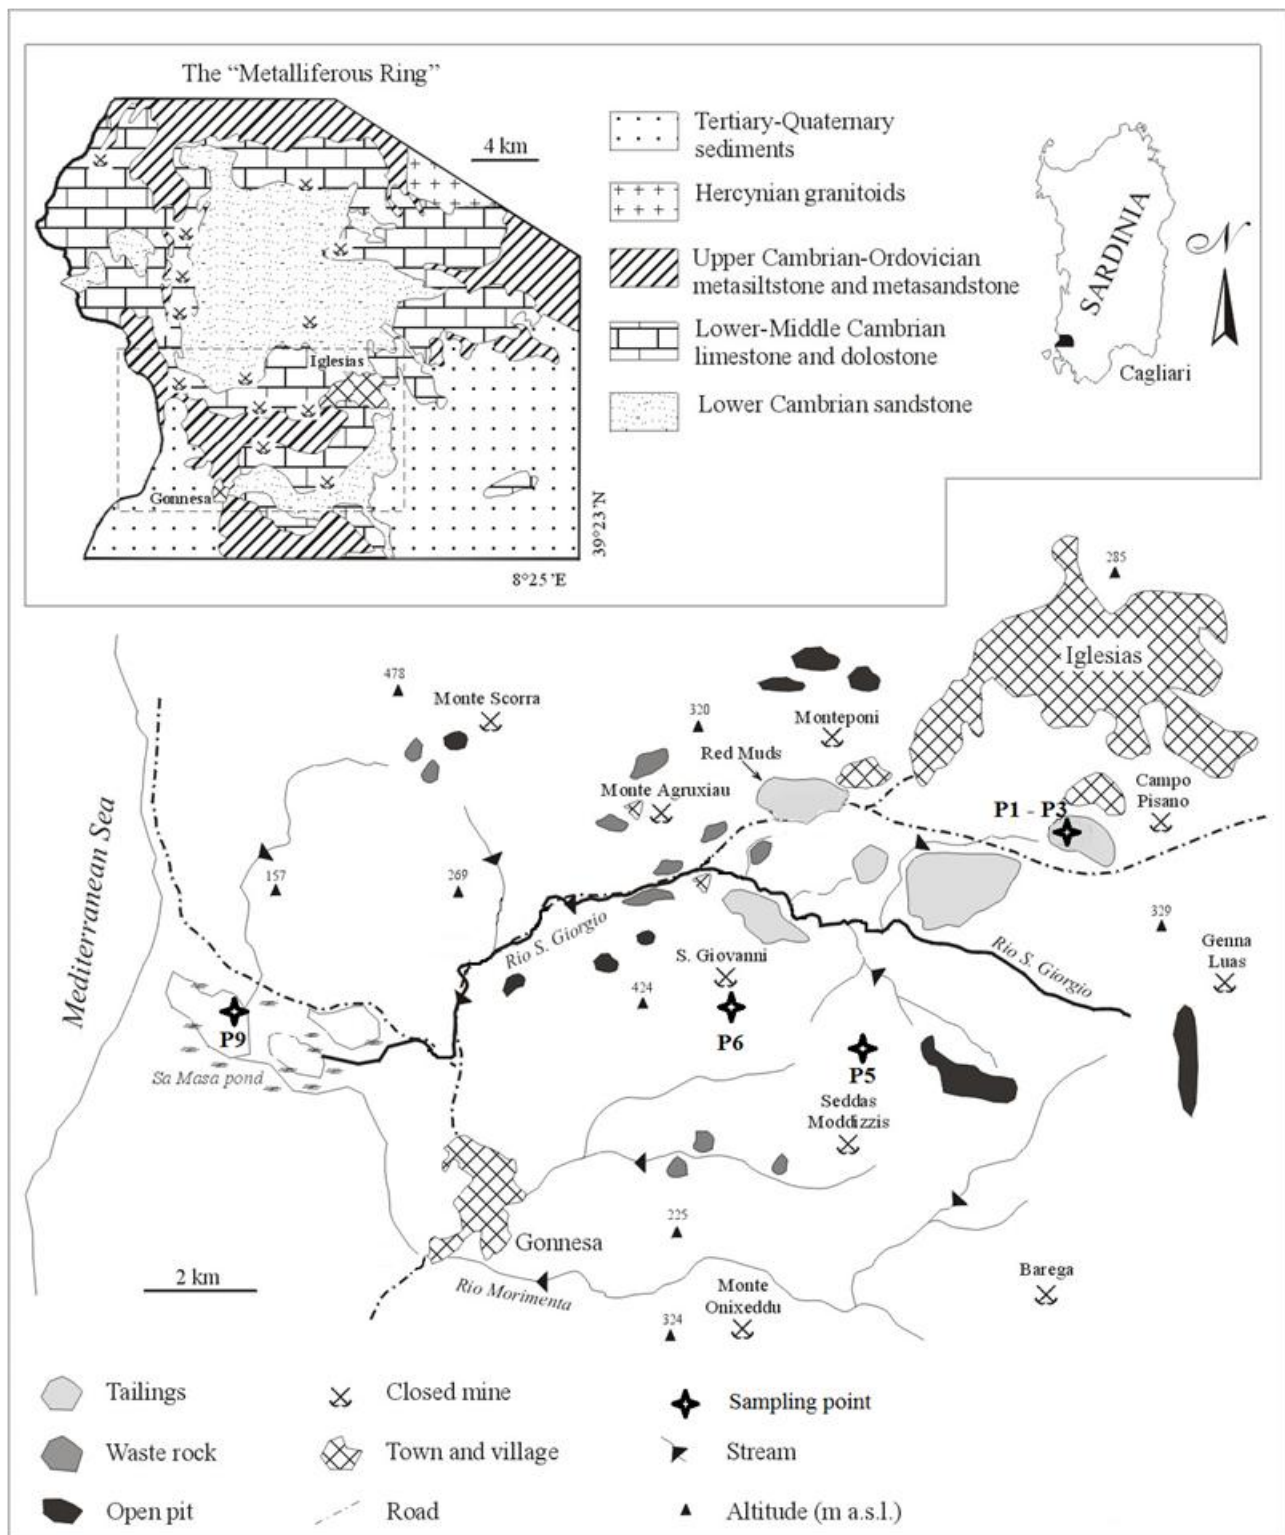 The “Metalliferous Ring”
4 km
Iglesias
Gonnesa
39°23’N
8°25’E
Tertiary-Quaternary
sediments
Hercynian granitoids
Upper Cambrian-Ordovician
metasiltstone and metasandstone
Lower-Middle Cambrian
limestone and dolostone
Lower Cambrian sandstone
SARDINIA
Cagliari
N
285
Iglesias
478
Monte Scorra
320
Monteponi
Red Muds
Monte Agruxiau
Campo
Pisano
P1 - P3
Mediterranean Sea
157
269
Rio S. Giorgio
329
Genna
Luas
S. Giovanni
Rio S. Giorgio
424
P9
P6
P5
Sa Masa pond
Seddas
Moddizzis
225
Gonnesa
2 km
Rio Morimenta
Monte
Onixeddu
Barega
324
Tailings
Closed mine
Sampling point
Waste rock
Town and village
Stream
Open pit
Road
Altitude (m a.s.l.)